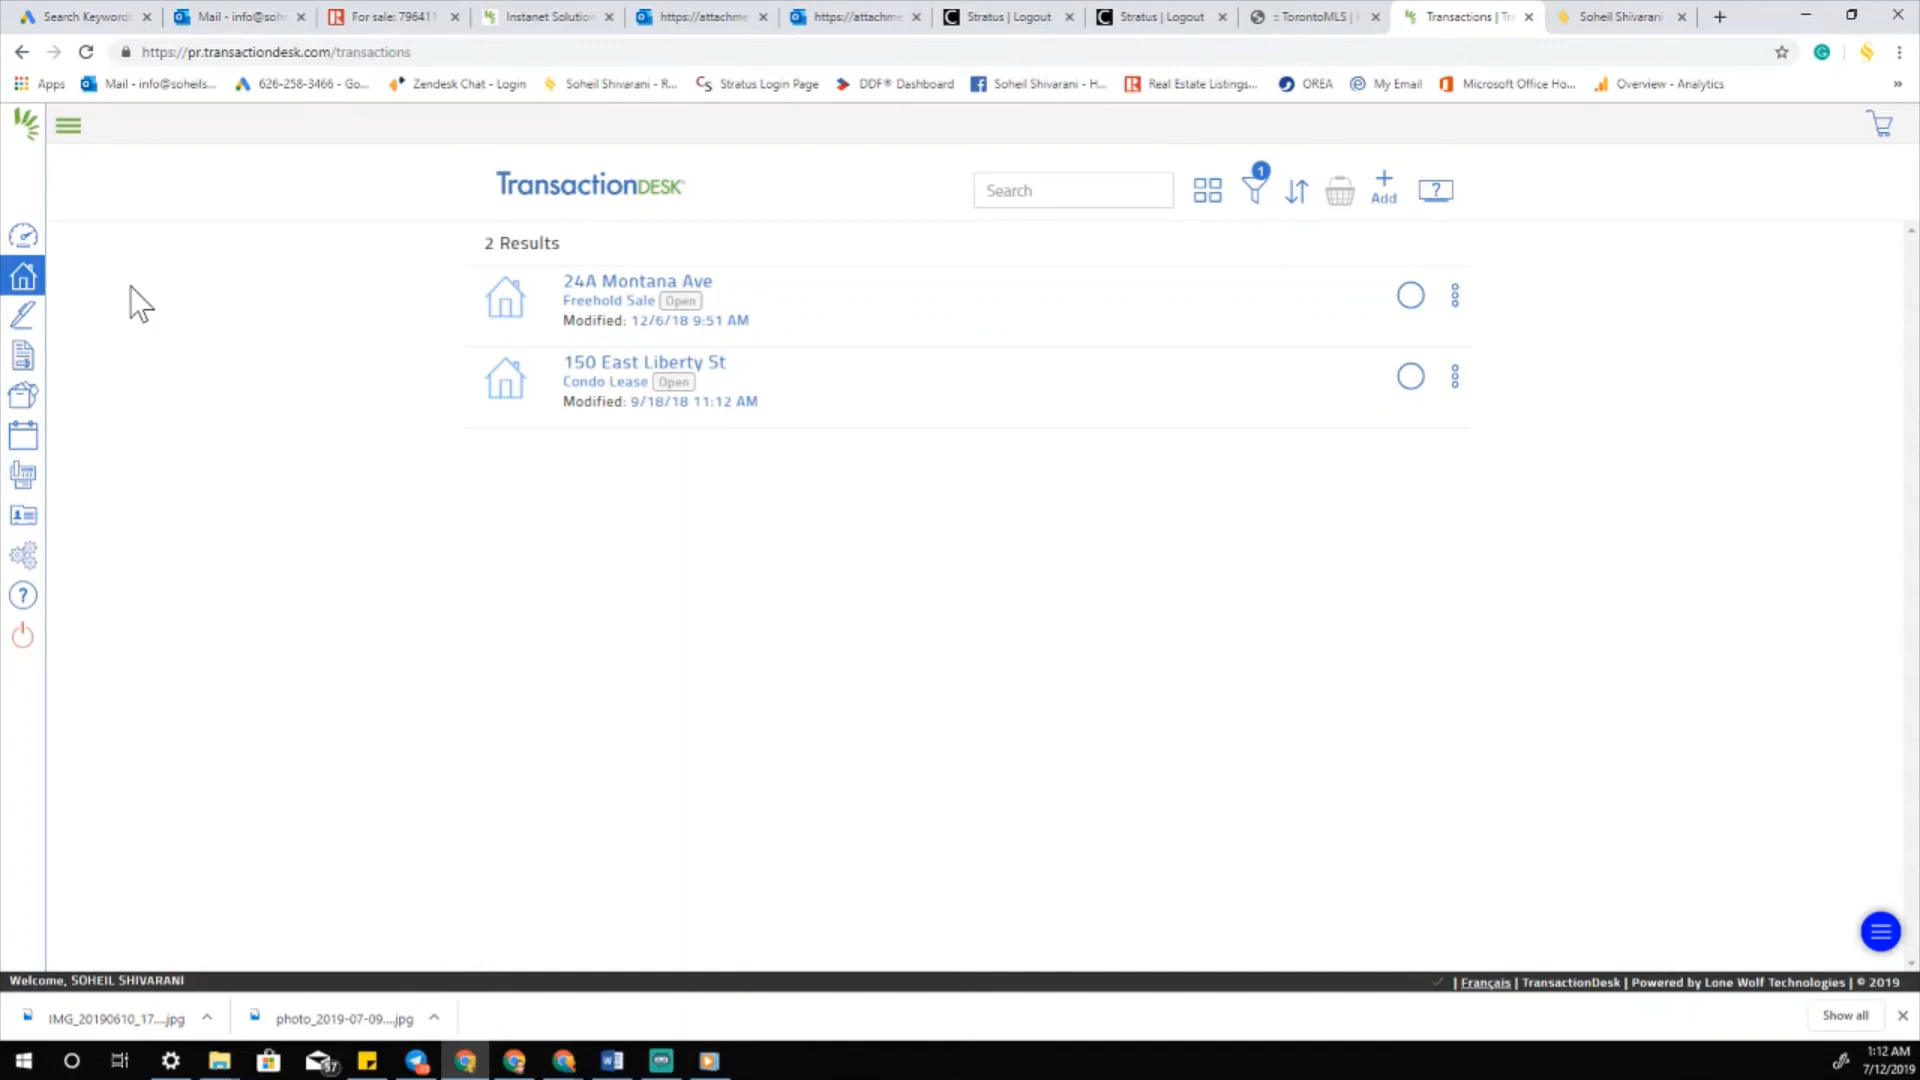 Search Keyword
Mail - info@sohe
For sale: 796411
Instanet Solution
https://attachme
https://attachme
Stratus | Logout
Stratus | Logout
:: TorontoMLS |
Transactions | Tr
Soheil Shivarani
https://pr.transactiondesk.com/transactions
Apps
Mail - info@soheils...
626-258-3466 - Go...
Zendesk Chat - Login
Soheil Shivarani - R...
Stratus Login Page
DDF® Dashboard
Soheil Shivarani - H...
Real Estate Listings...
OREA
My Email
Microsoft Office Ho...
Overview - Analytics
TransactionDESK
Search
1
Add
2 Results
24A Montana Ave
Freehold Sale Open
Modified: 12/6/18 9:51 AM
150 East Liberty St
Condo Lease Open
Modified: 9/18/18 11:12 AM
Welcome, SOHEIL SHIVARANI
| Français | TransactionDesk | Powered by Lone Wolf Technologies | © 2019
IMG_20190610_17....jpg
photo_2019-07-09....jpg
Show all
57
1:12 AM
7/12/2019